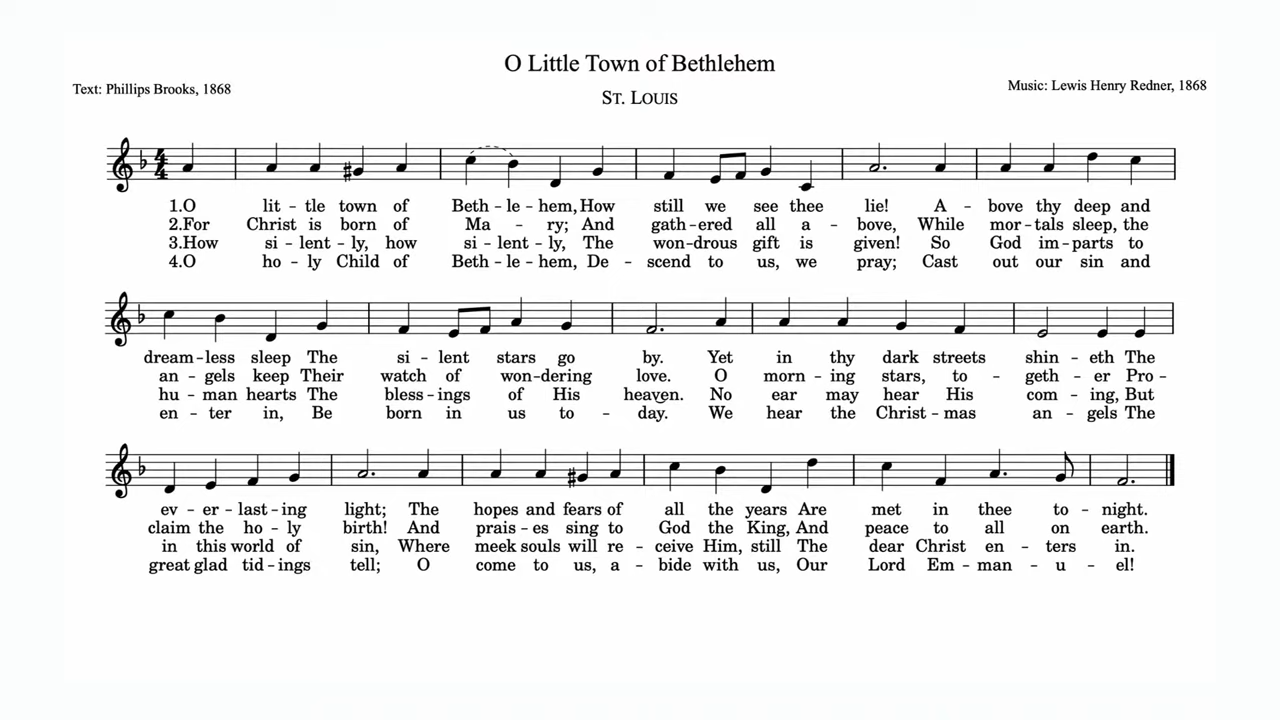 O Little Town of Bethlehem
Text: Phillips Brooks, 1868
Music: Lewis Henry Redner, 1868
ST. LOUIS
1.O lit – tle town of Beth – le – hem, How still we see thee lie! A – bove thy deep and
2.For Christ is born of Ma – ry; And gath – ered all a – bove, While mor – tals sleep, the
3.How si – lent – ly, how si – lent – ly, The won – drous gift is given! So God im – parts to
4.O ho – ly Child of Beth – le – hem, De – scend to us, we pray; Cast out our sin and
dream – less sleep The si – lent stars go by. Yet in thy dark streets shin – eth The
an – gels keep Their watch of won – dering love. O morn – ing stars, to – geth – er Pro –
hu – man hearts The bless – ings of His heaven. No ear may hear His com – ing, But
en – ter in, Be born in us to – day. We hear the Christ – mas an – gels The
ev – er – last – ing light; The hopes and fears of all the years Are met in thee to – night.
claim the ho – ly birth! And prais – es sing to God the King, And peace to all on earth.
in this world of sin, Where meek souls will re – ceive Him, still The dear Christ en – ters in.
great glad tid – ings tell; O come to us, a – bide with us, Our Lord Em – man – u – el!